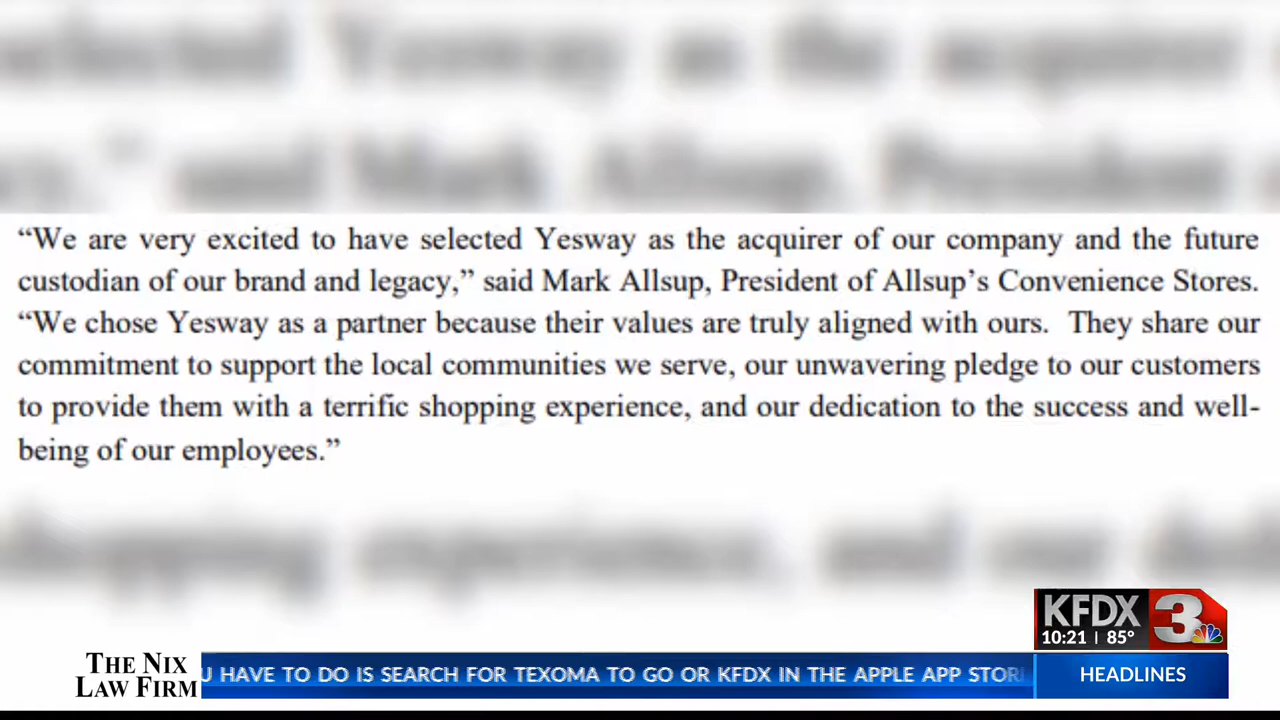 “We are very excited to have selected Yesway as the acquirer of our company and the future
custodian of our brand and legacy,” said Mark Allsup, President of Allsup’s Convenience Stores.
“We chose Yesway as a partner because their values are truly aligned with ours.  They share our
commitment to support the local communities we serve, our unwavering pledge to our customers
to provide them with a terrific shopping experience, and our dedication to the success and well-
being of our employees.”
KFDX 3
10:21 | 85°
THE NIX
LAW FIRM
U HAVE TO DO IS SEARCH FOR TEXOMA TO GO OR KFDX IN THE APPLE APP STOR
HEADLINES